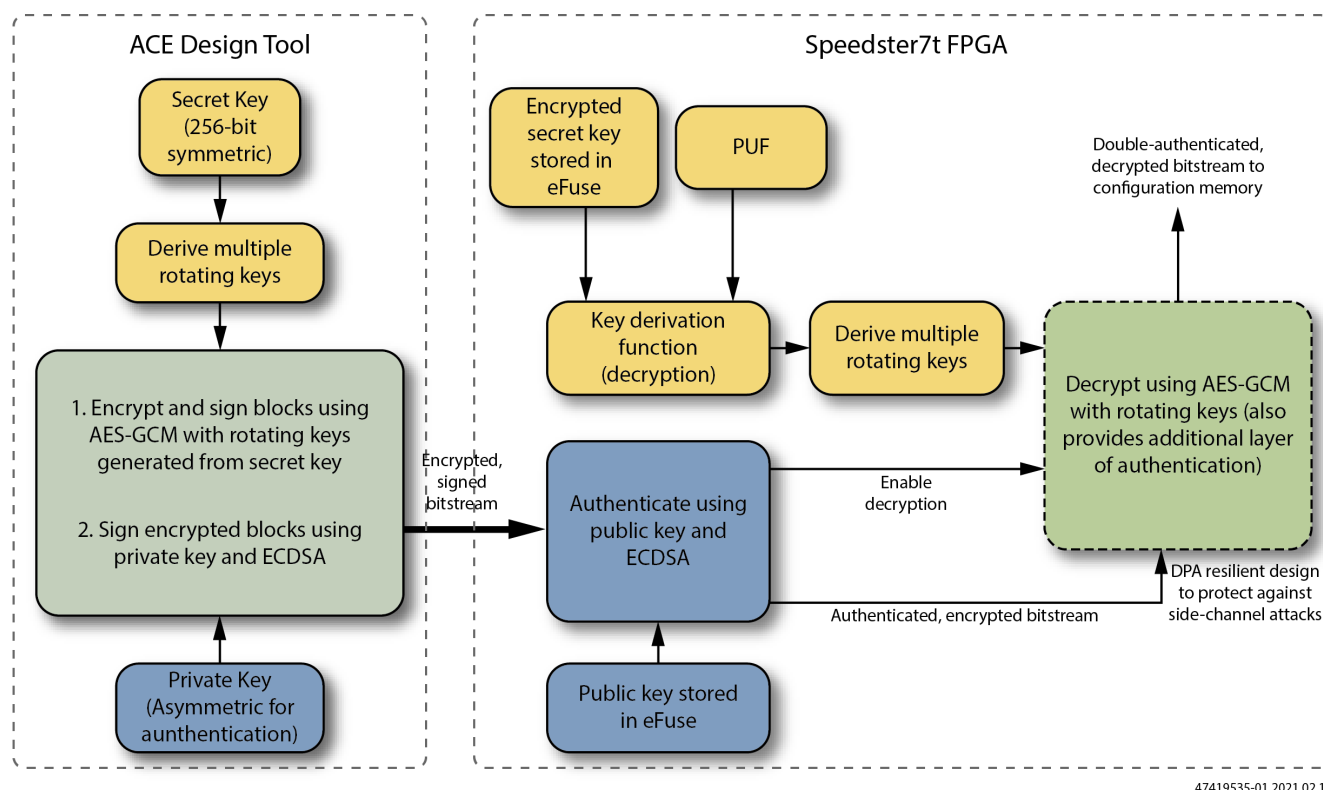 ACE Design Tool
Secret Key
(256-bit
symmetric)
Derive multiple
rotating keys
1. Encrypt and sign blocks using
AES-GCM with rotating keys
generated from secret key
2. Sign encrypted blocks using
private key and ECDSA
Private Key
(Asymmetric for
aunthentication)
Encrypted,
signed
bitstream
Speedster7t FPGA
Encrypted
secret key
stored in
eFuse
PUF
Key derivation
function
(decryption)
Derive multiple
rotating keys
Double-authenticated,
decrypted bitstream to
configuration memory
Decrypt using AES-GCM
with rotating keys (also
provides additional layer
of authentication)
Authenticate using
public key and
ECDSA
Enable
decryption
Authenticated, encrypted bitstream
DPA resilient design
to protect against
side-channel attacks
Public key stored
in eFuse